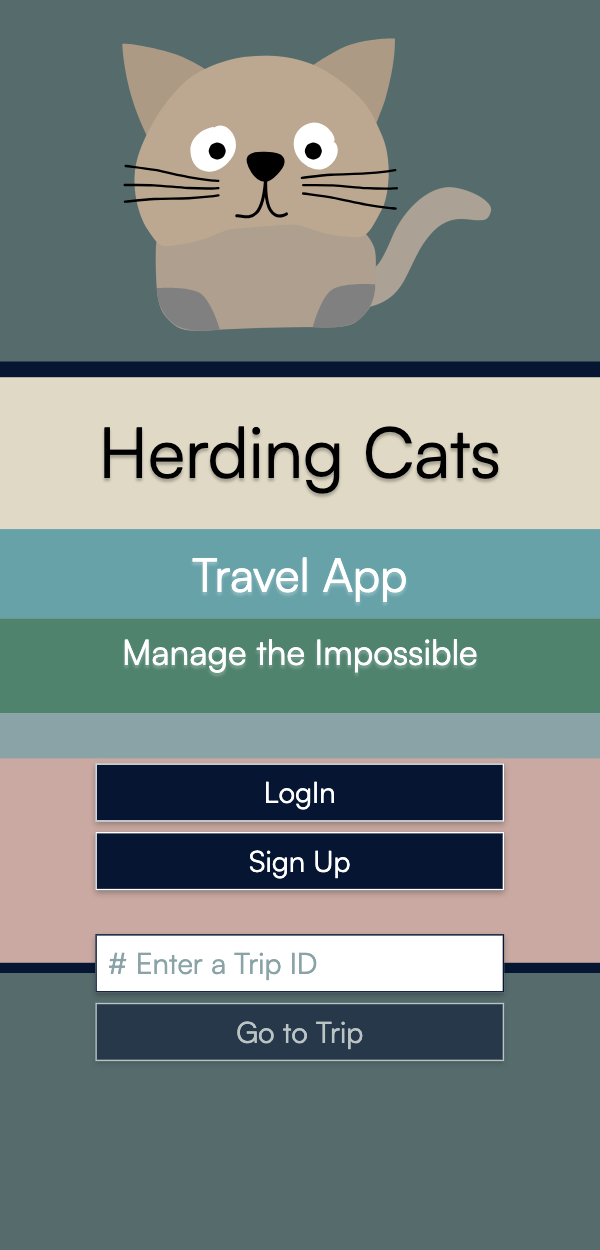 Herding Cats
Travel App
Manage the Impossible
LogIn
Sign Up
# Enter a Trip ID
Go to Trip